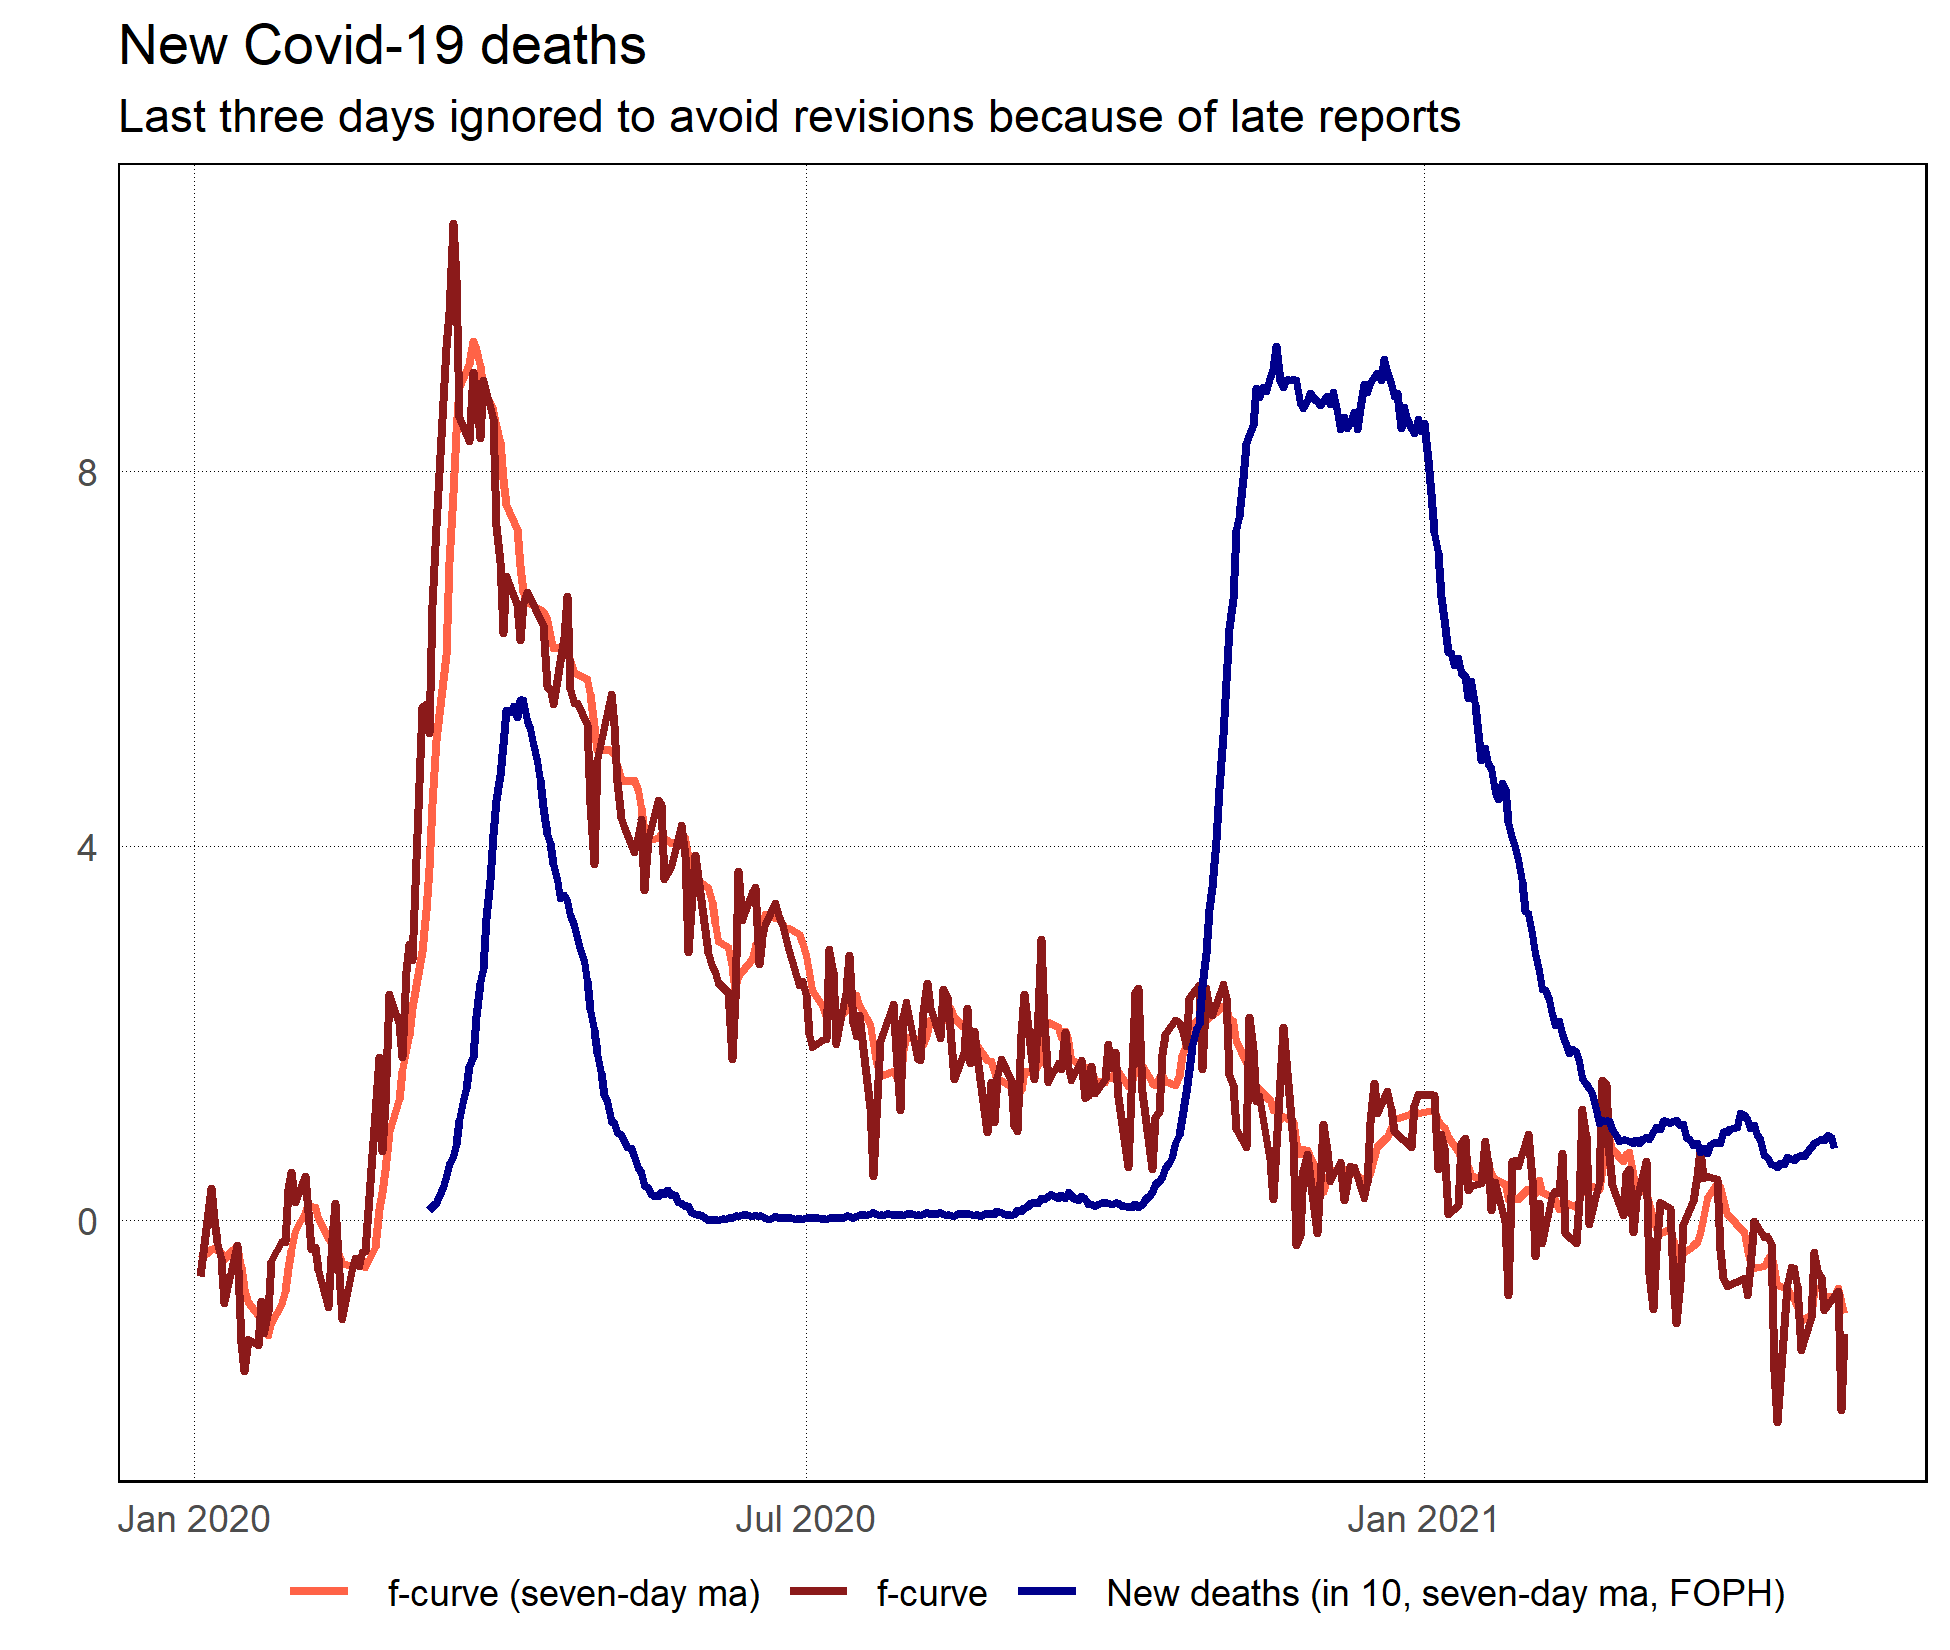 New Covid-19 deaths
Last three days ignored to avoid revisions because of late reports
8
4
0
Jan 2020 Jul 2020 Jan 2021
f-curve (seven-day ma) f-curve New deaths (in 10, seven-day ma, FOPH)